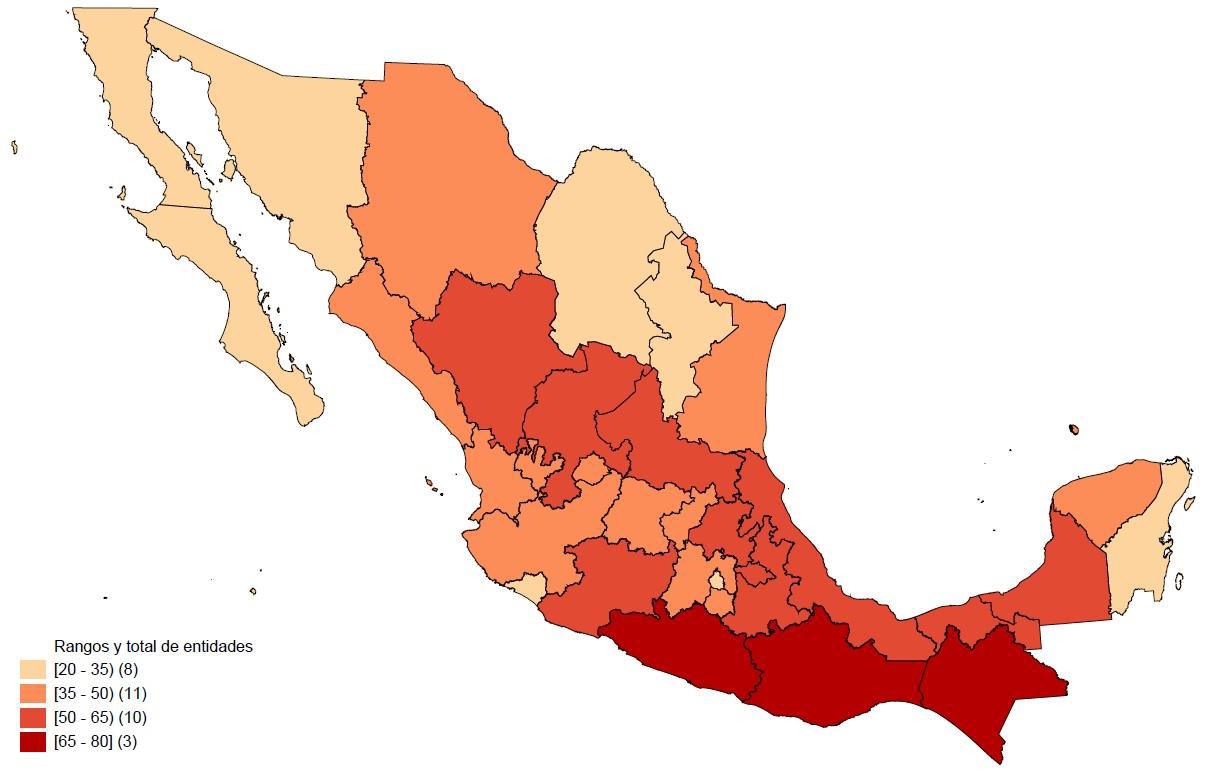 Rangos y total de entidades
[20 - 35) (8)
[35 - 50) (11)
[50 - 65) (10)
[65 - 80] (3)